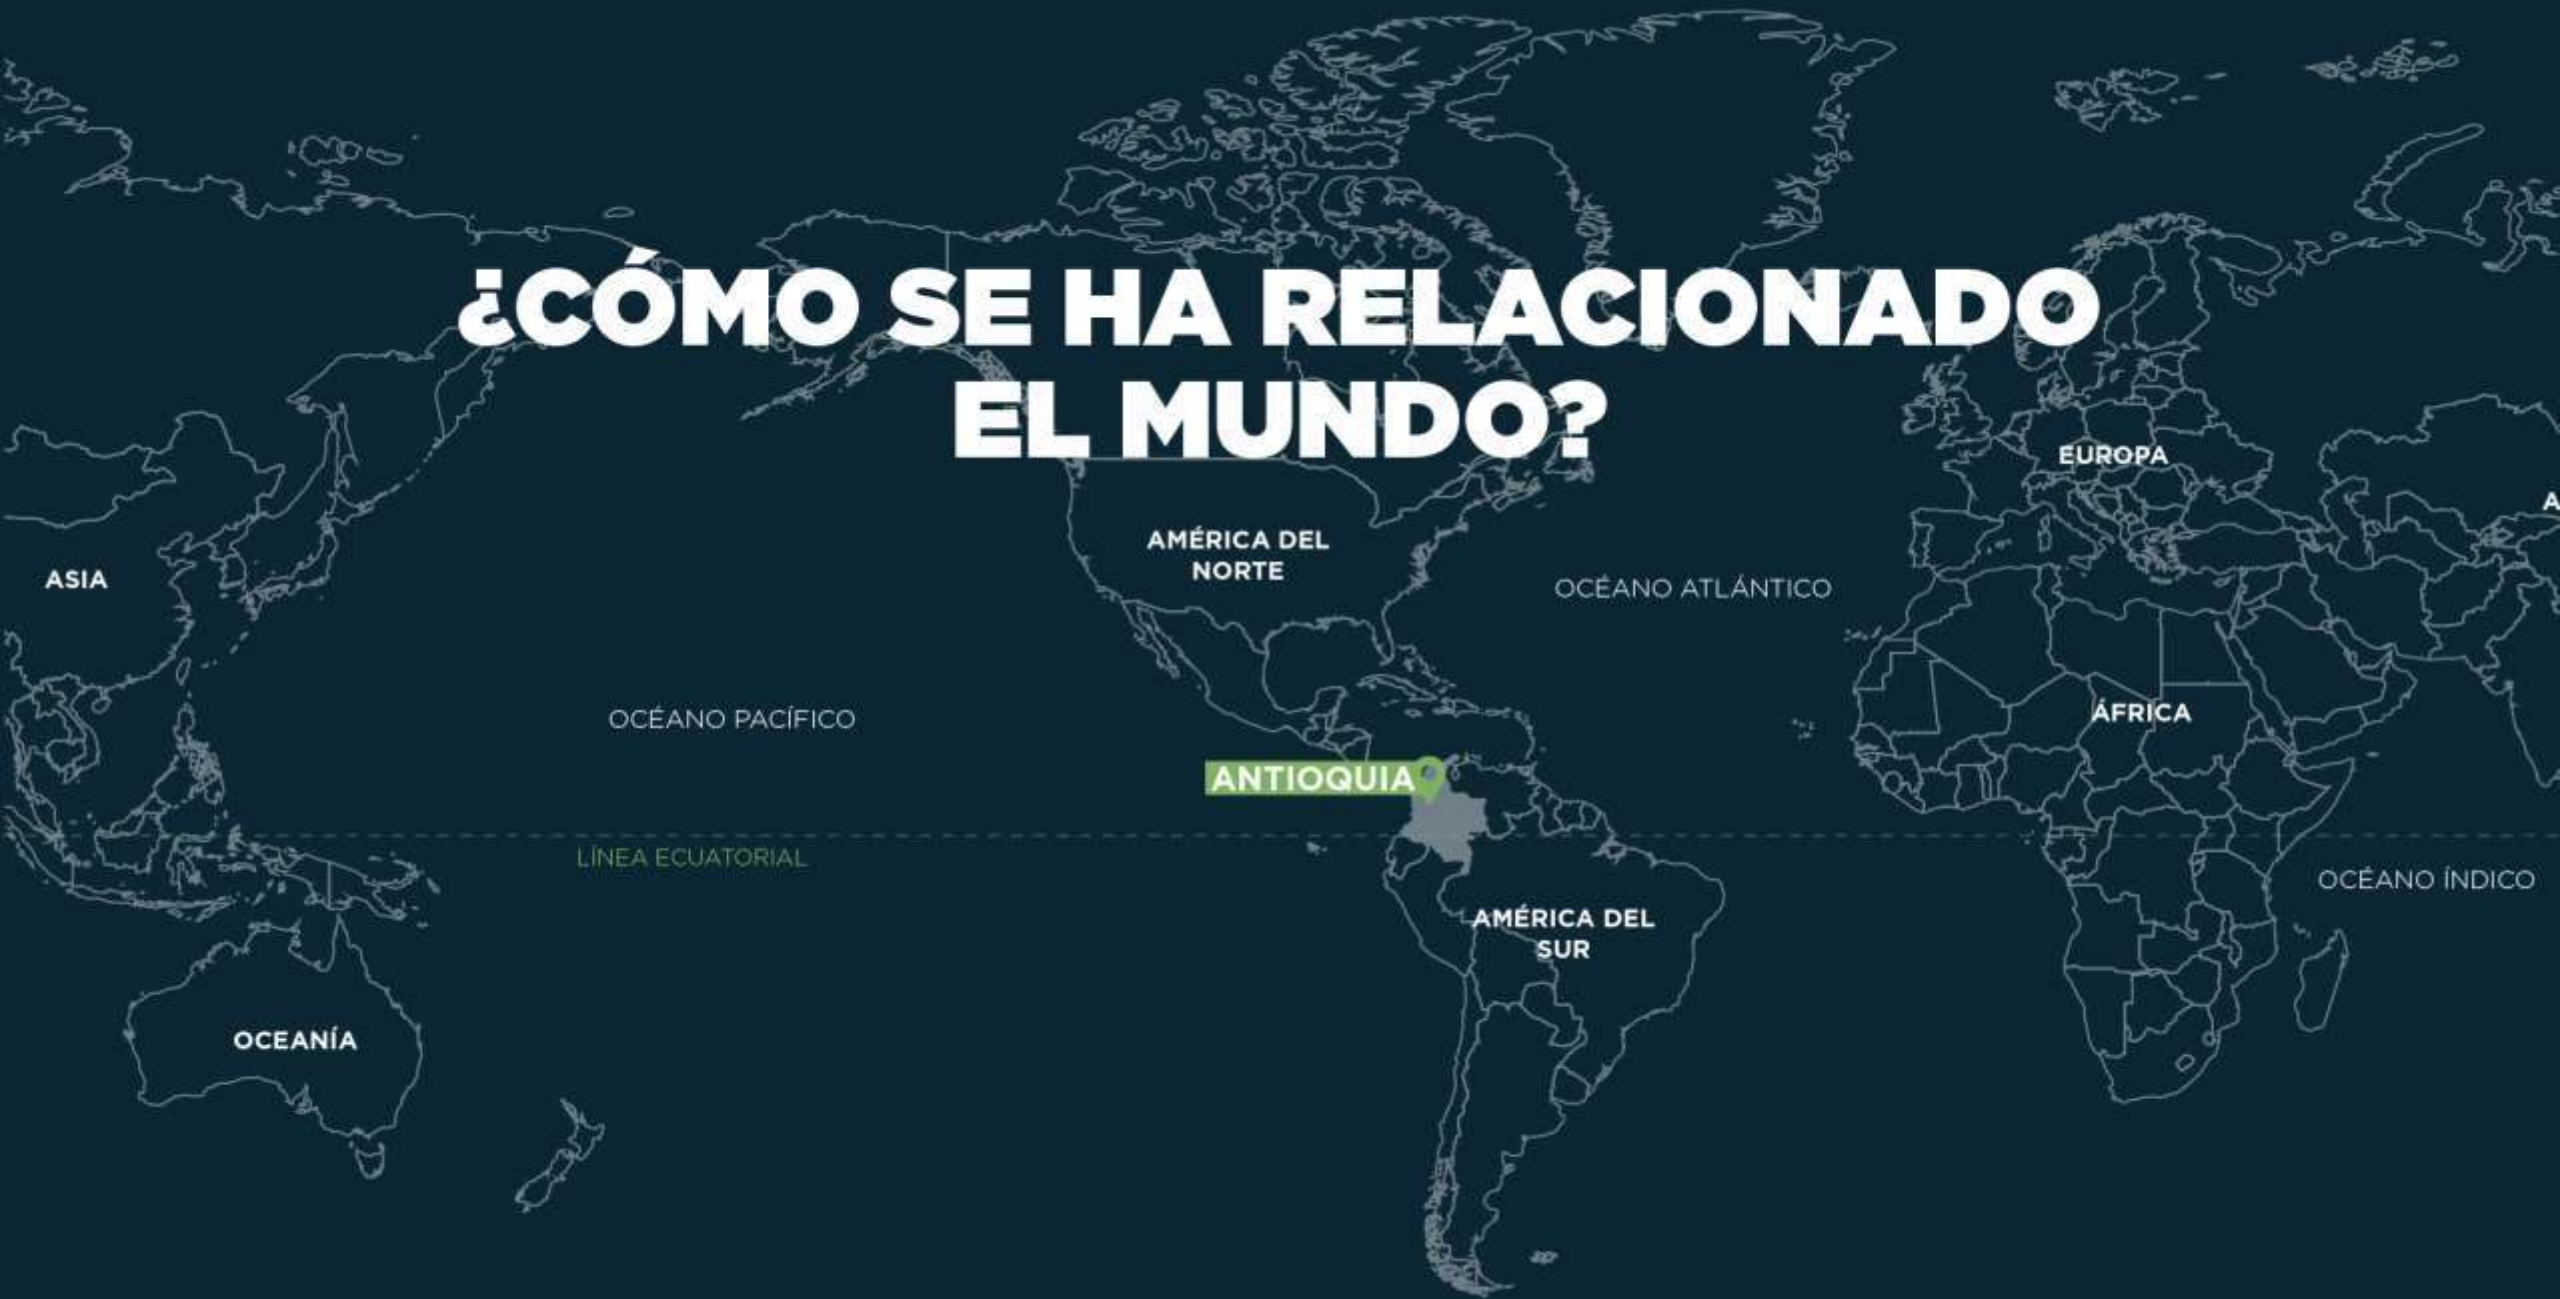 ¿CÓMO SE HA RELACIONADO
EL MUNDO?
EUROPA
A
AMÉRICA DEL
NORTE
ASIA
OCÉANO ATLÁNTICO
OCÉANO PACÍFICO
ÁFRICA
ANTIOQUIA
LÍNEA ECUATORIAL
OCÉANO ÍNDICO
AMÉRICA DEL
SUR
OCEANÍA